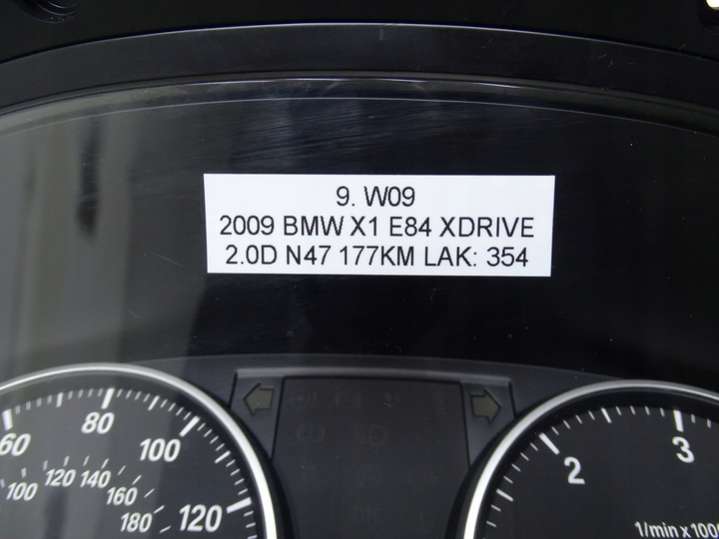 9. W09
2009 BMW X1 E84 XDRIVE
2.0D N47 177KM LAK: 354
60 80 100 120
100 120 140 160 180
2 3
1/min x100